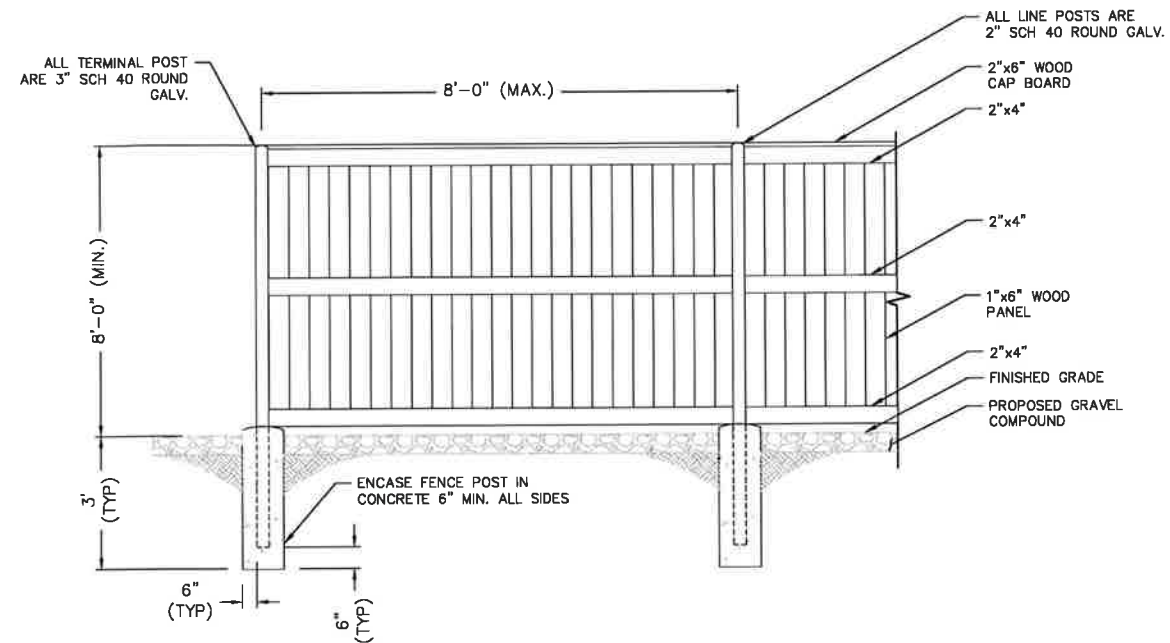 ALL LINE POSTS ARE
2" SCH 40 ROUND GALV.
ALL TERMINAL POST
ARE 3" SCH 40 ROUND
GALV.
2"x6" WOOD
CAP BOARD
8'-0" (MAX.)
2"x4"
8'-0" (MIN.)
2"x4"
1"x6" WOOD
PANEL
2"x4"
FINISHED GRADE
PROPOSED GRAVEL
COMPOUND
3'
(TYP)
ENCASE FENCE POST IN
CONCRETE 6" MIN. ALL SIDES
6"
(TYP)
6"
(TYP)